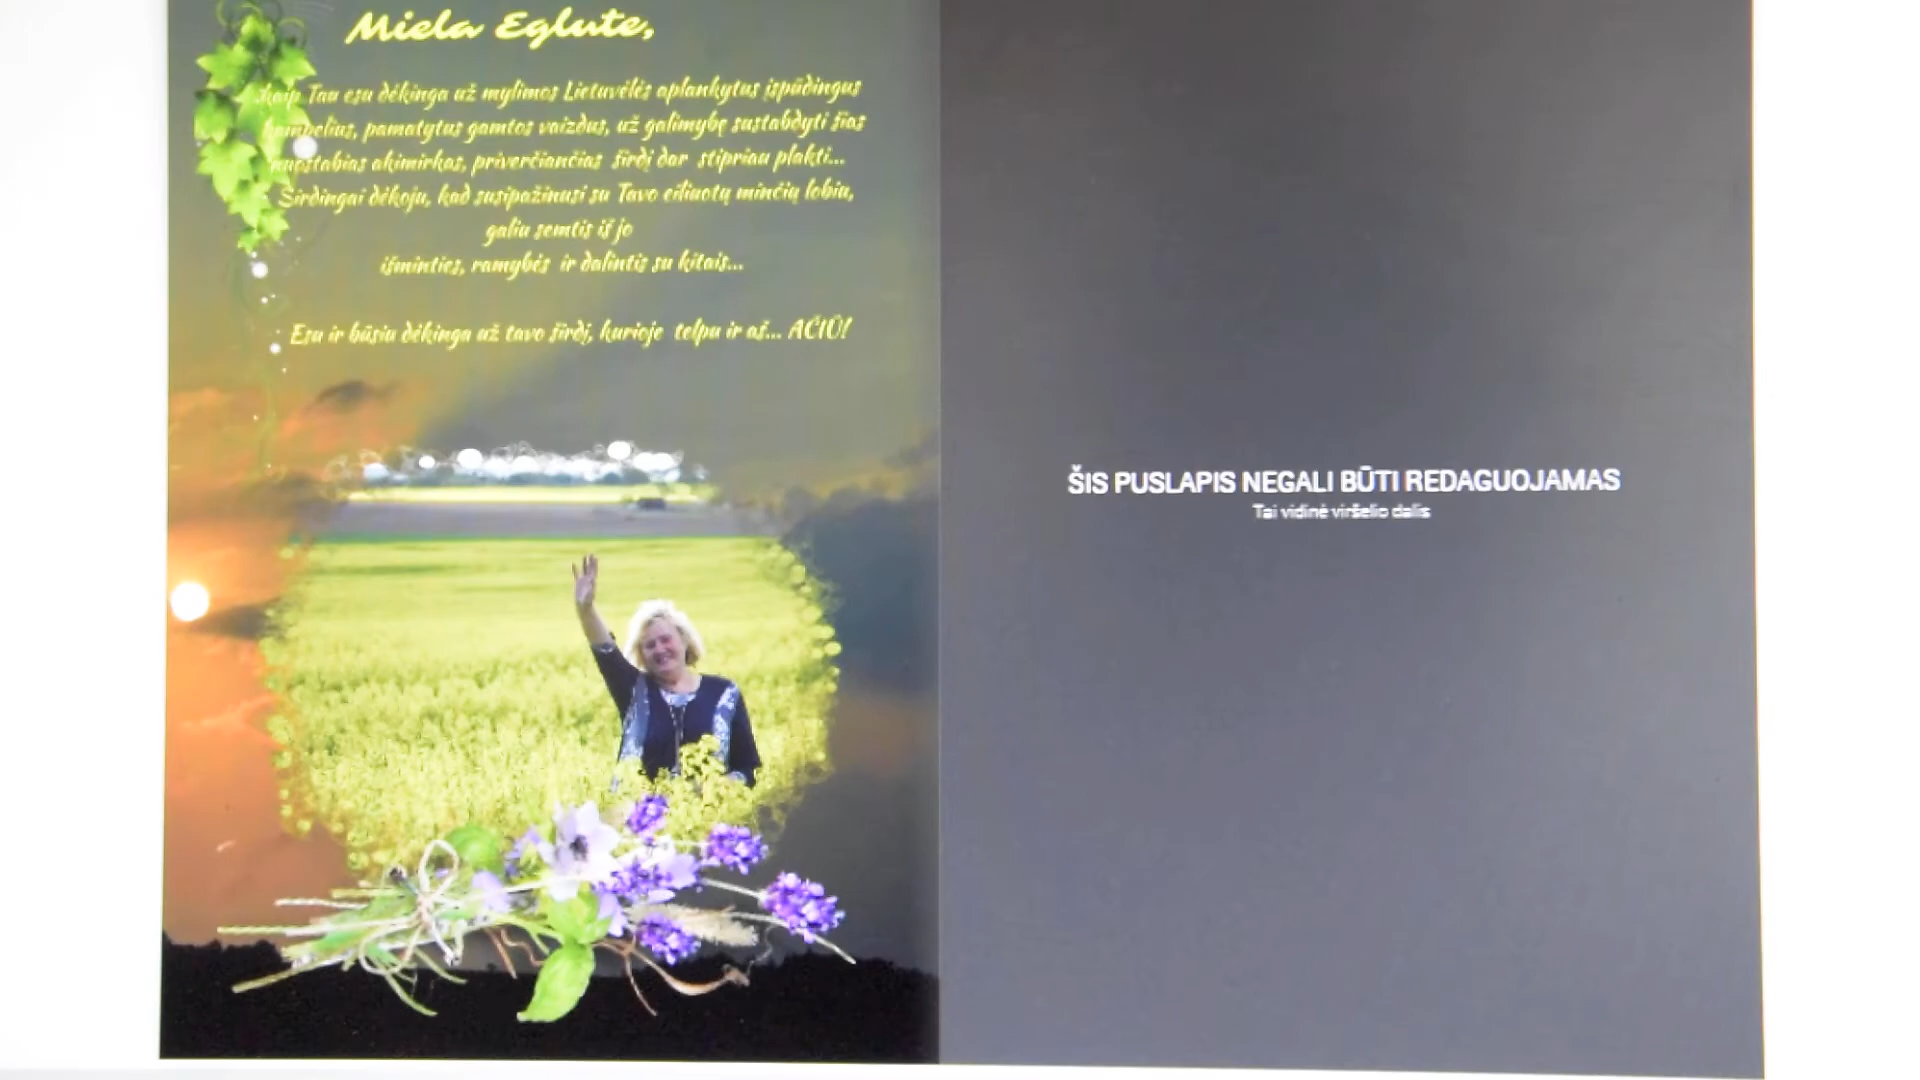 Miela Eglute,
kaip Tau esu dėkinga už mylimos Lietuvėlės aplankytus įspūdingus
kampelius, pamatytus gamtos vaizdus, už galimybę sustabdyti šias
nuostabias akimirkas, priverčiančias širdį dar stipriau plakti...
Širdingai dėkoju, kad susipažinusi su Tavo eiliuotų minčių lobiu,
galiu semtis iš jo
išminties, ramybės ir dalintis su kitais...
Esu ir būsiu dėkinga už tavo širdį, kurioje telpu ir aš... AČIŪ!
ŠIS PUSLAPIS NEGALI BŪTI REDAGUOJAMAS
Tai vidinė viršelio dalis